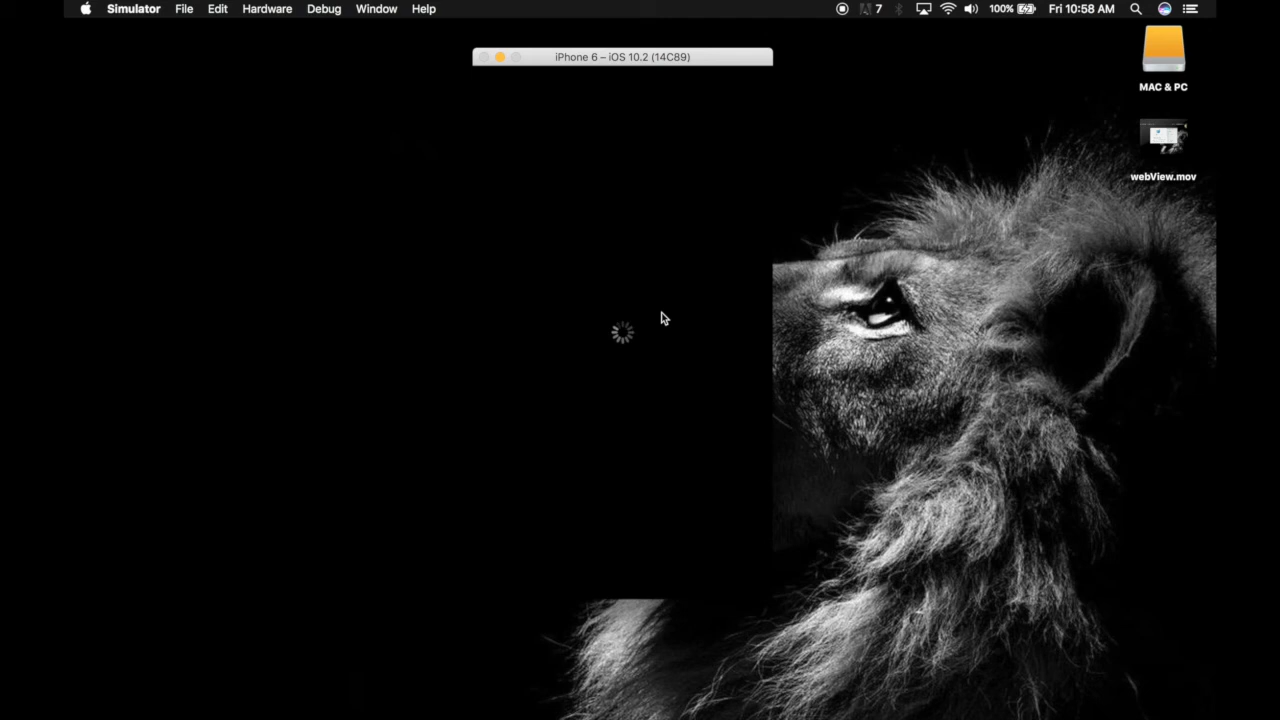 Simulator File Edit Hardware Debug Window Help 7 100% Fri 10:58 AM
iPhone 6 – iOS 10.2 (14C89)
MAC & PC
webView.mov